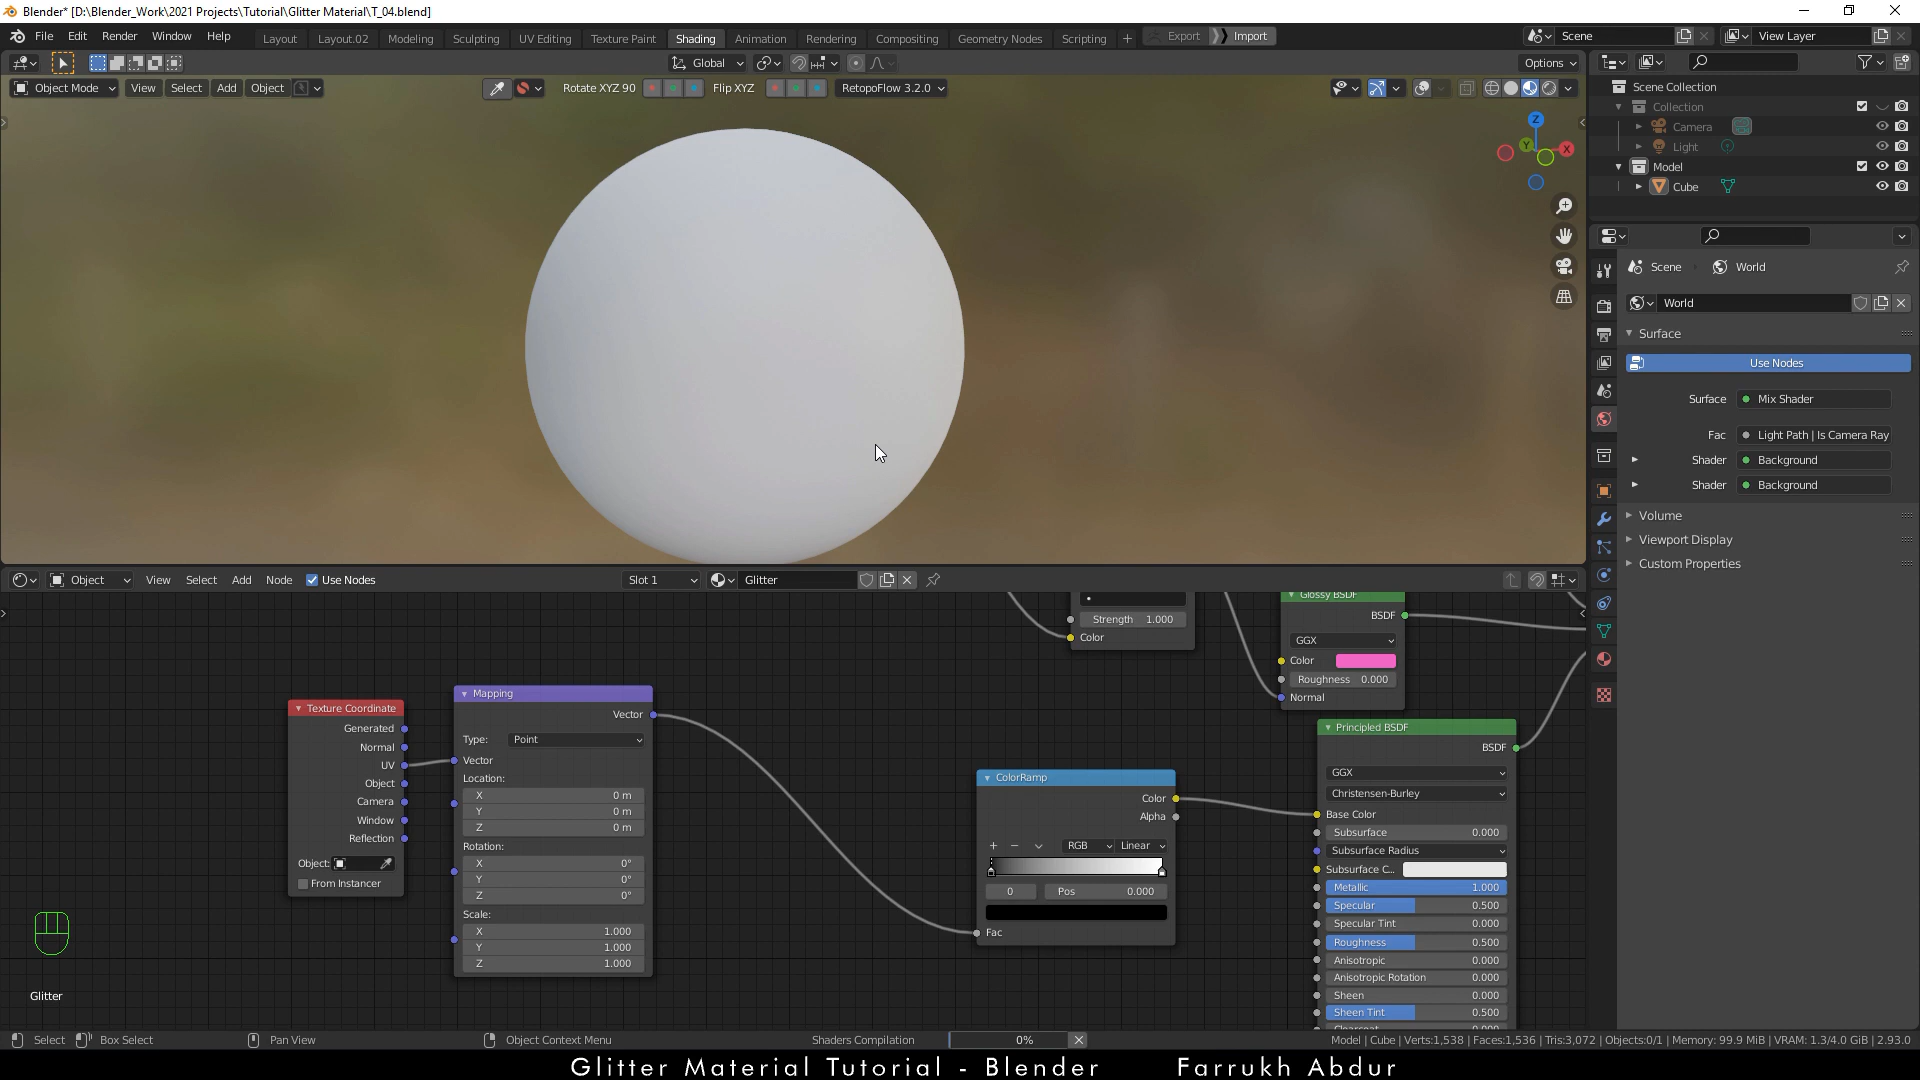 Blender* [D:\Blender_Work\2021 Projects\Tutorial\Glitter Material\T_04.blend]
File Edit Render Window Help Layout Layout.02 Modeling Sculpting UV Editing Texture Paint Shading Animation Rendering Compositing Geometry Nodes Scripting + Export Import Scene View Layer
Global Options
Object Mode View Select Add Object Rotate XYZ 90 Flip XYZ RetopoFlow 3.2.0
Z
Y
X
Scene Collection
Collection
Camera
Light
Model
Cube
Scene World
World
Surface
Use Nodes
Surface Mix Shader
Fac Light Path | Is Camera Ray
Shader Background
Shader Background
Volume
Viewport Display
Custom Properties
Object View Select Add Node Use Nodes Slot 1 Glitter
Strength 1.000
Color
Glossy BSDF
BSDF
GGX
Color
Roughness 0.000
Normal
Texture Coordinate
Generated
Normal
UV
Object
Camera
Window
Reflection
Object:
From Instancer
Mapping
Vector
Type: Point
Vector
Location:
X 0 m
Y 0 m
Z 0 m
Rotation:
X 0°
Y 0°
Z 0°
Scale:
X 1.000
Y 1.000
Z 1.000
ColorRamp
Color
Alpha
RGB Linear
0 Pos 0.000
Fac
Principled BSDF
BSDF
GGX
Christensen-Burley
Base Color
Subsurface 0.000
Subsurface Radius
Subsurface C...
Metallic 1.000
Specular 0.500
Specular Tint 0.000
Roughness 0.500
Anisotropic 0.000
Anisotropic Rotation 0.000
Sheen 0.000
Sheen Tint 0.500
Glitter
Select Box Select Pan View Object Context Menu Shaders Compilation 0% Model | Cube | Verts:1,538 | Faces:1,536 | Tris:3,072 | Objects:0/1 | Memory: 99.9 MiB | VRAM: 1.3/4.0 GiB | 2.93.0
Glitter Material Tutorial - Blender Farrukh Abdur